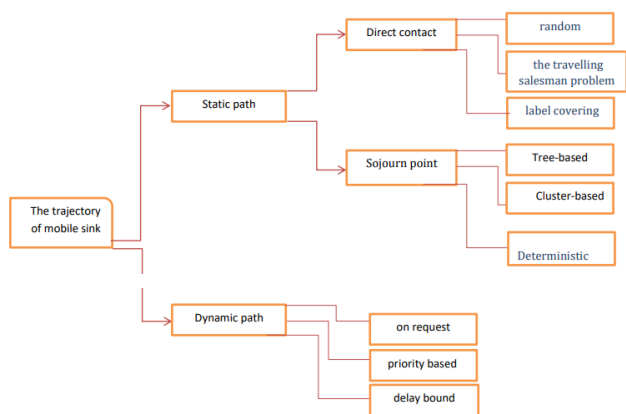 random
Direct contact
the travelling
salesman problem
Static path
label covering
Sojourn point
Tree-based
Cluster-based
The trajectory
of mobile sink
Deterministic
Dynamic path
on request
priority based
delay bound